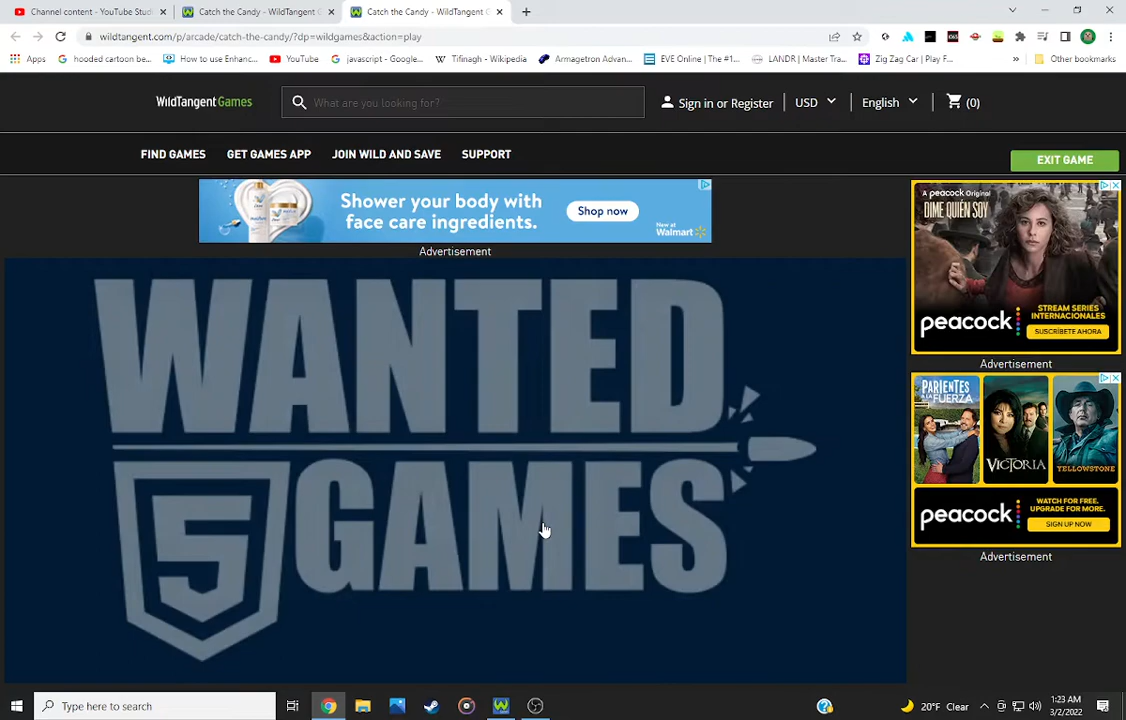 Channel content - YouTube Studi
Catch the Candy - WildTangent G
Catch the Candy - WildTangent G
wildtangent.com/p/arcade/catch-the-candy/?dp=wildgames&action=play
Apps
hooded cartoon be...
How to use Enhanc...
YouTube
javascript - Google...
Tifinagh - Wikipedia
Armagetron Advan...
EVE Online | The #1...
LANDR | Master Tra...
Zig Zag Car | Play F...
»
Other bookmarks
WildTangent Games
What are you looking for?
Sign in or Register
USD
English
(0)
FIND GAMES
GET GAMES APP
JOIN WILD AND SAVE
SUPPORT
EXIT GAME
Shower your body with
face care ingredients.
Shop now
New at
Walmart
Advertisement
A peacock Original
DIME QUIÉN SOY
STREAM SERIES
INTERNACIONALES
peacock
SUSCRÍBETE AHORA
Advertisement
PARIENTES
A LA FUERZA
VICTORIA
YELLOWSTONE
peacock
WATCH FOR FREE.
UPGRADE FOR MORE.
SIGN UP NOW
Advertisement
WANTED
5 GAMES
Type here to search
20°F Clear
1:23 AM
3/2/2022